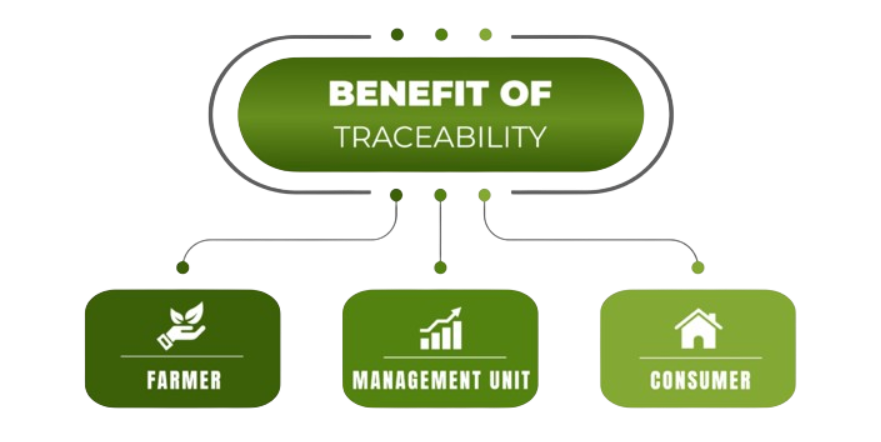 BENEFIT OF
TRACEABILITY
FARMER
MANAGEMENT UNIT
CONSUMER